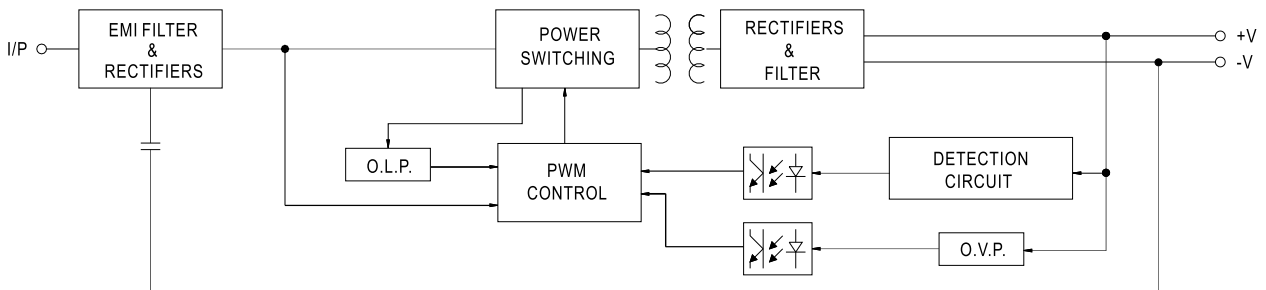 I/P
EMI FILTER
&
RECTIFIERS
POWER
SWITCHING
RECTIFIERS
&
FILTER
+V
-V
O.L.P.
PWM
CONTROL
DETECTION
CIRCUIT
O.V.P.